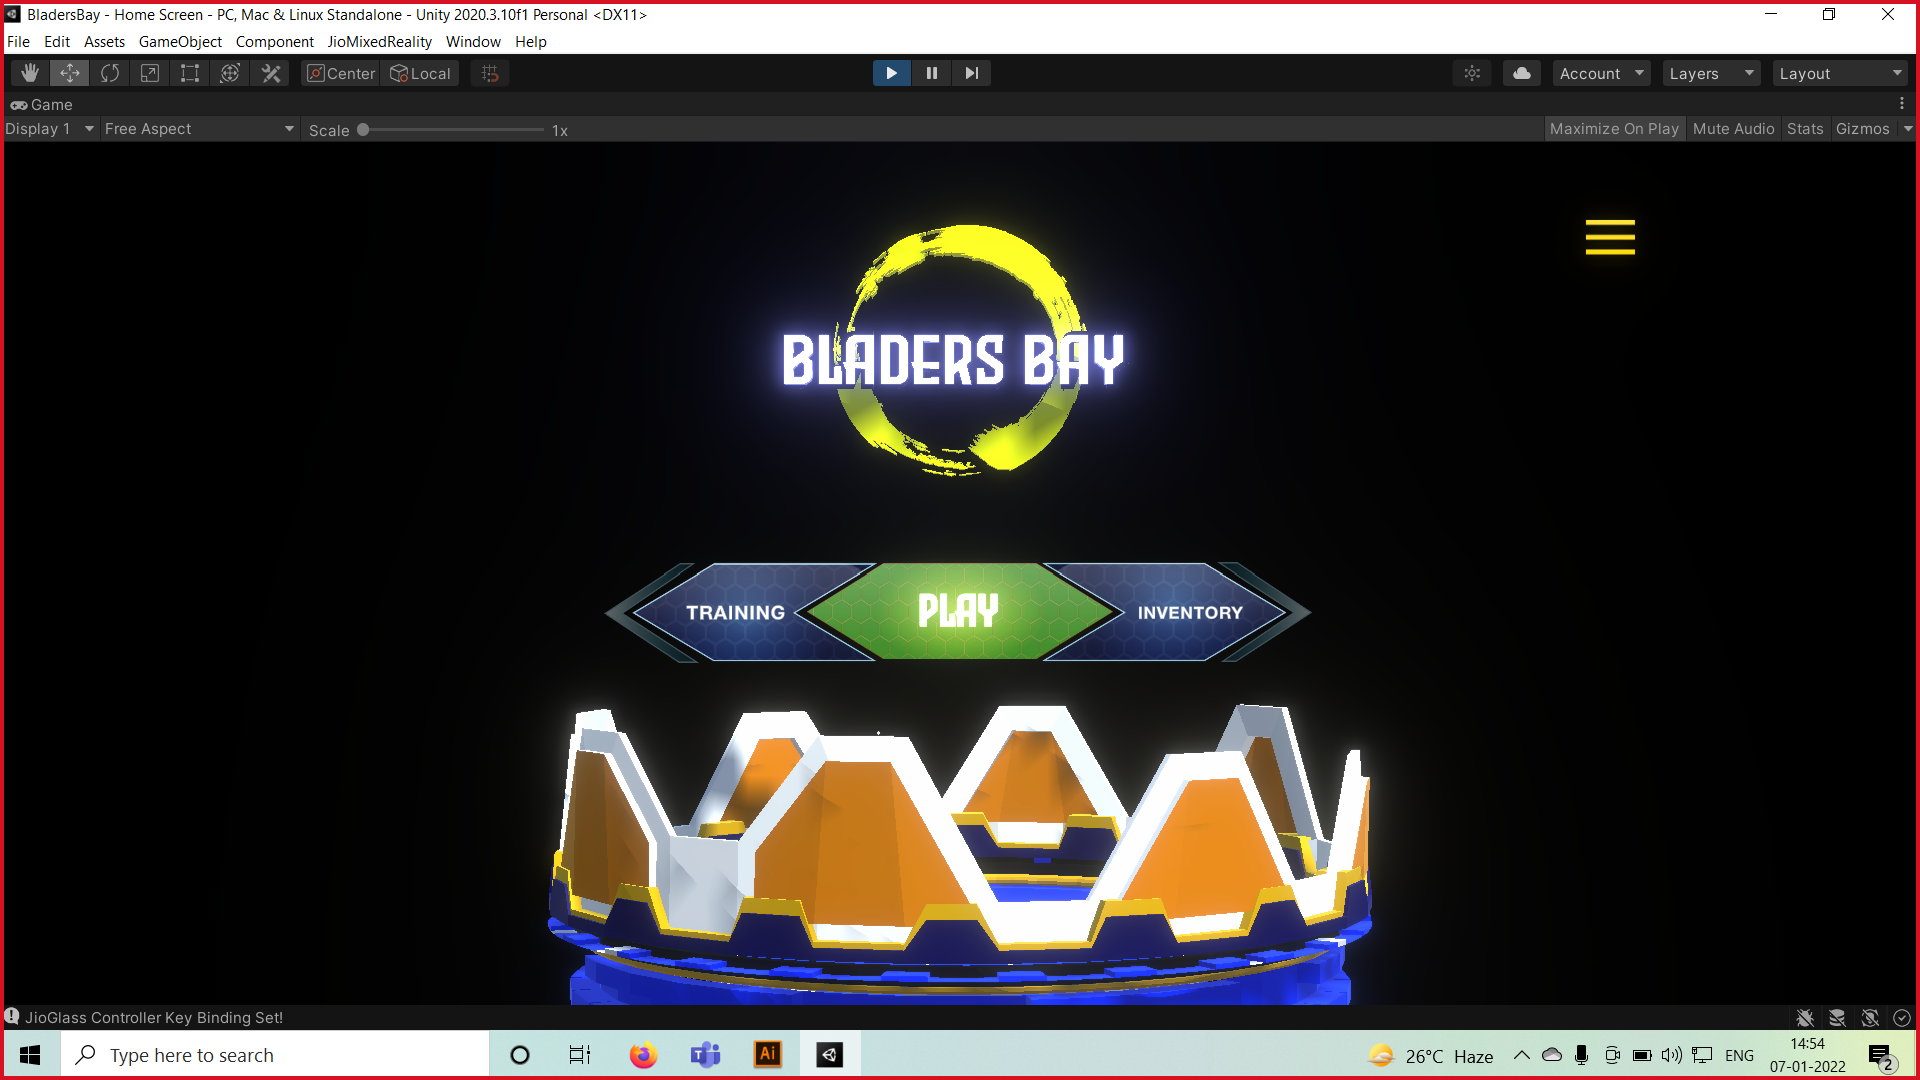 BladersBay - Home Screen - PC, Mac & Linux Standalone - Unity 2020.3.10f1 Personal <DX11>
File Edit Assets GameObject Component JioMixedReality Window Help
Center Local Account Layers Layout
Game
Display 1 Free Aspect Scale 1x Maximize On Play Mute Audio Stats Gizmos
BLADERS BAY
TRAINING PLAY INVENTORY
JioGlass Controller Key Binding Set!
Type here to search Ai 26°C Haze ENG 14:54
07-01-2022 2